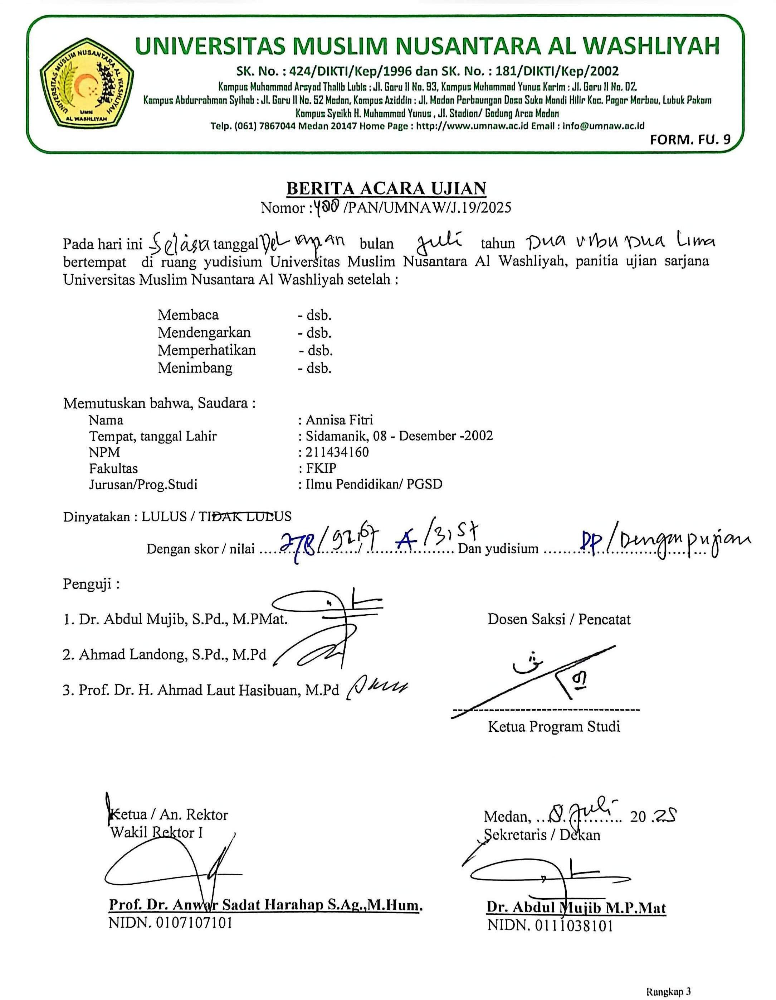 UNIVERSITAS MUSLIM NUSANTARA AL WASHLIYAH
UMN
AL WASHLIYAH
UNIVERSITAS MUSLIM NUSANTARA AL WASHLIYAH
SK. No. : 424/DIKTI/Kep/1996 dan SK. No. : 181/DIKTI/Kep/2002
Kampus Muhammad Arsyad Thalib Lubis : Jl. Garu II No. 93, Kampus Muhammad Yunus Karim : Jl. Garu II No. 02,
Kampus Abdurrahman Syihab : Jl. Garu II No. 52 Medan, Kampus Aziddin : Jl. Medan Perbaungan Desa Suka Mandi Hilir Kec. Pagar Merbau, Lubuk Pakam
Kampus Syeikh H. Muhammad Yunus , Jl. Stadion/ Gedung Arca Medan
Telp. (061) 7867044 Medan 20147 Home Page : http://www.umnaw.ac.id Email : info@umnaw.ac.id
FORM. FU. 9
BERITA ACARA UJIAN
Nomor : 400 /PAN/UMNAW/J.19/2025
Pada hari ini Selasa tanggal Delapan bulan Juli tahun Dua ribu Dua Lima
bertempat di ruang yudisium Universitas Muslim Nusantara Al Washliyah, panitia ujian sarjana
Universitas Muslim Nusantara Al Washliyah setelah :
Membaca - dsb.
Mendengarkan - dsb.
Memperhatikan - dsb.
Menimbang - dsb.
Memutuskan bahwa, Saudara :
Nama : Annisa Fitri
Tempat, tanggal Lahir : Sidamanik, 08 - Desember -2002
NPM : 211434160
Fakultas : FKIP
Jurusan/Prog.Studi : Ilmu Pendidikan/ PGSD
Dinyatakan : LULUS / TIDAK LULUS
Dengan skor / nilai 278/92,67 / A/3,57 Dan yudisium DP/Dengan pujian
Penguji :
1. Dr. Abdul Mujib, S.Pd., M.PMat.
Dosen Saksi / Pencatat
2. Ahmad Landong, S.Pd., M.Pd
3. Prof. Dr. H. Ahmad Laut Hasibuan, M.Pd
Ketua Program Studi
Ketua / An. Rektor
Wakil Rektor I
Medan, 8 Juli 20 25
Sekretaris / Dekan
Prof. Dr. Anwar Sadat Harahap S.Ag.,M.Hum.
NIDN. 0107107101
Dr. Abdul Mujib M.P.Mat
NIDN. 0111038101
Rangkap 3